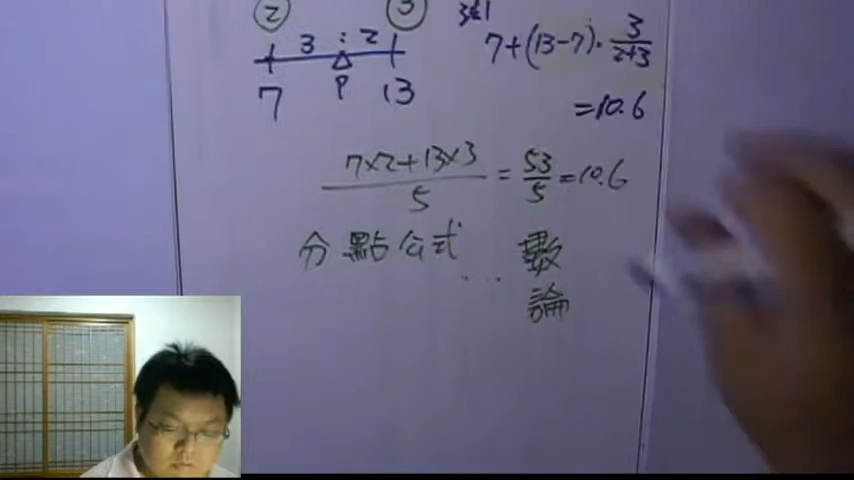 ② ③
3 : 2
7 P 13
7+(13-7)·3/2+3
=10.6
7×2+13×3/5 = 53/5 =10.6
分點公式 ... 數
論